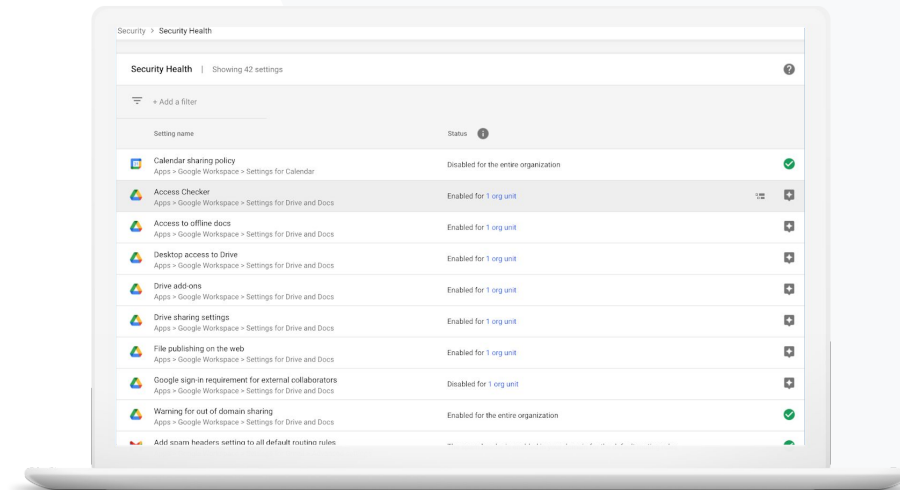 Security > Security Health
Security Health | Showing 42 settings
+ Add a filter
Setting name Status
Calendar sharing policy
Apps > Google Workspace > Settings for Calendar
Disabled for the entire organization
Access Checker
Apps > Google Workspace > Settings for Drive and Docs
Enabled for 1 org unit
Access to offline docs
Apps > Google Workspace > Settings for Drive and Docs
Enabled for 1 org unit
Desktop access to Drive
Apps > Google Workspace > Settings for Drive and Docs
Enabled for 1 org unit
Drive add-ons
Apps > Google Workspace > Settings for Drive and Docs
Enabled for 1 org unit
Drive sharing settings
Apps > Google Workspace > Settings for Drive and Docs
Enabled for 1 org unit
File publishing on the web
Apps > Google Workspace > Settings for Drive and Docs
Enabled for 1 org unit
Google sign-in requirement for external collaborators
Apps > Google Workspace > Settings for Drive and Docs
Disabled for 1 org unit
Warning for out of domain sharing
Apps > Google Workspace > Settings for Drive and Docs
Enabled for the entire organization
Add spam headers setting to all default routing rules